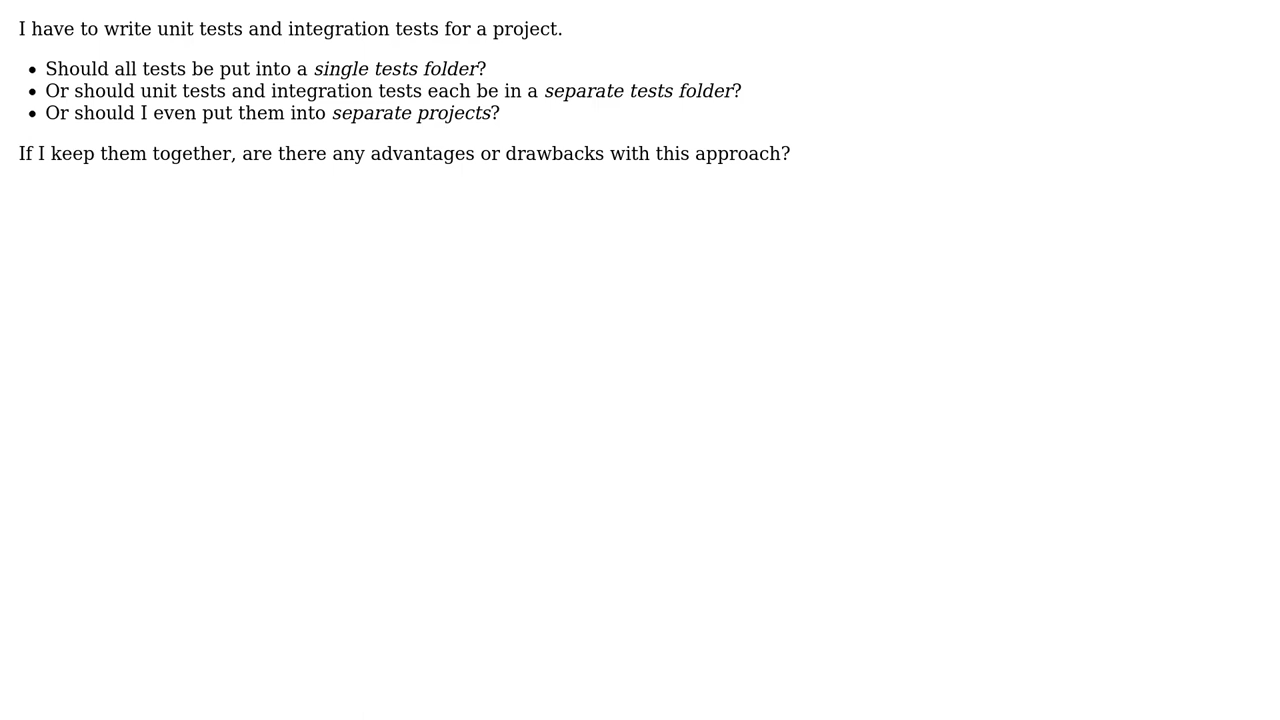 I have to write unit tests and integration tests for a project.
• Should all tests be put into a single tests folder?
• Or should unit tests and integration tests each be in a separate tests folder?
• Or should I even put them into separate projects?
If I keep them together, are there any advantages or drawbacks with this approach?